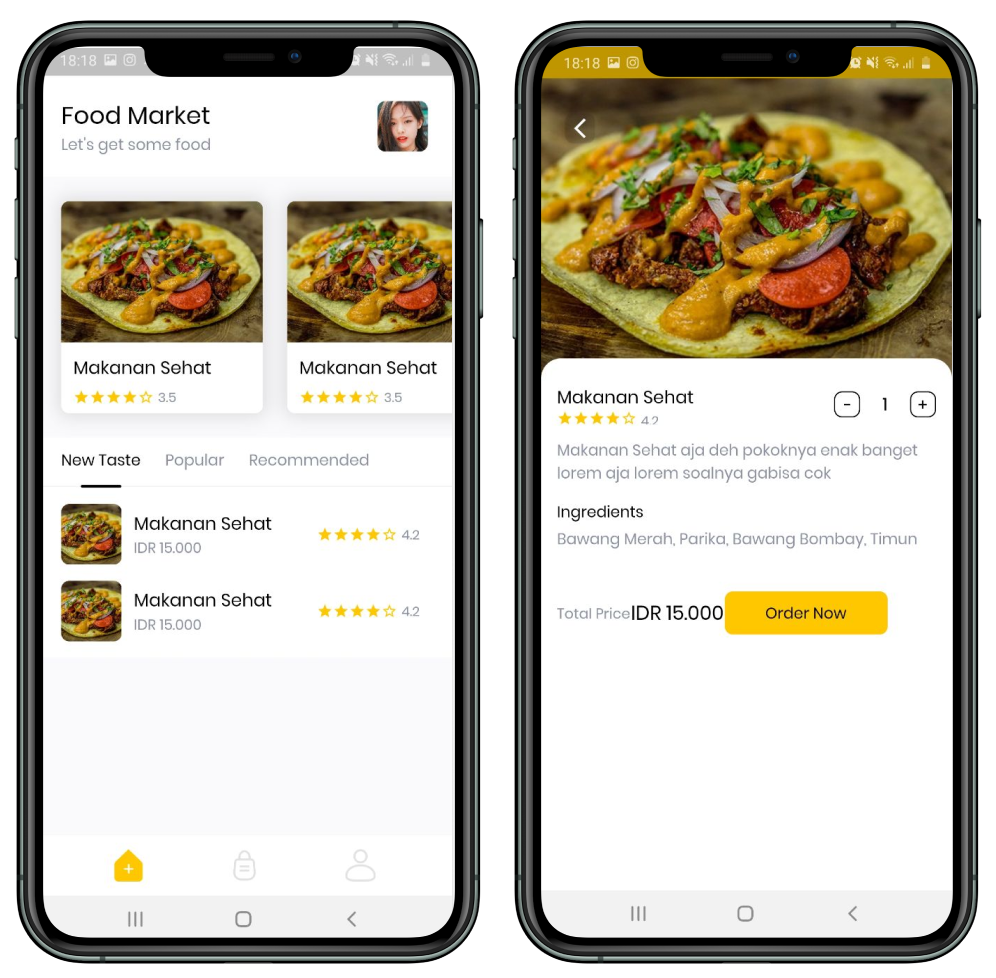 18:18
Food Market
Let's get some food
Makanan Sehat
3.5
Makanan Sehat
3.5
New Taste
Popular
Recommended
Makanan Sehat
IDR 15.000
4.2
Makanan Sehat
IDR 15.000
4.2
18:18
Makanan Sehat
4.2
- 1 +
Makanan Sehat aja deh pokoknya enak banget
lorem aja lorem soalnya gabisa cok
Ingredients
Bawang Merah, Parika, Bawang Bombay, Timun
Total Price IDR 15.000
Order Now